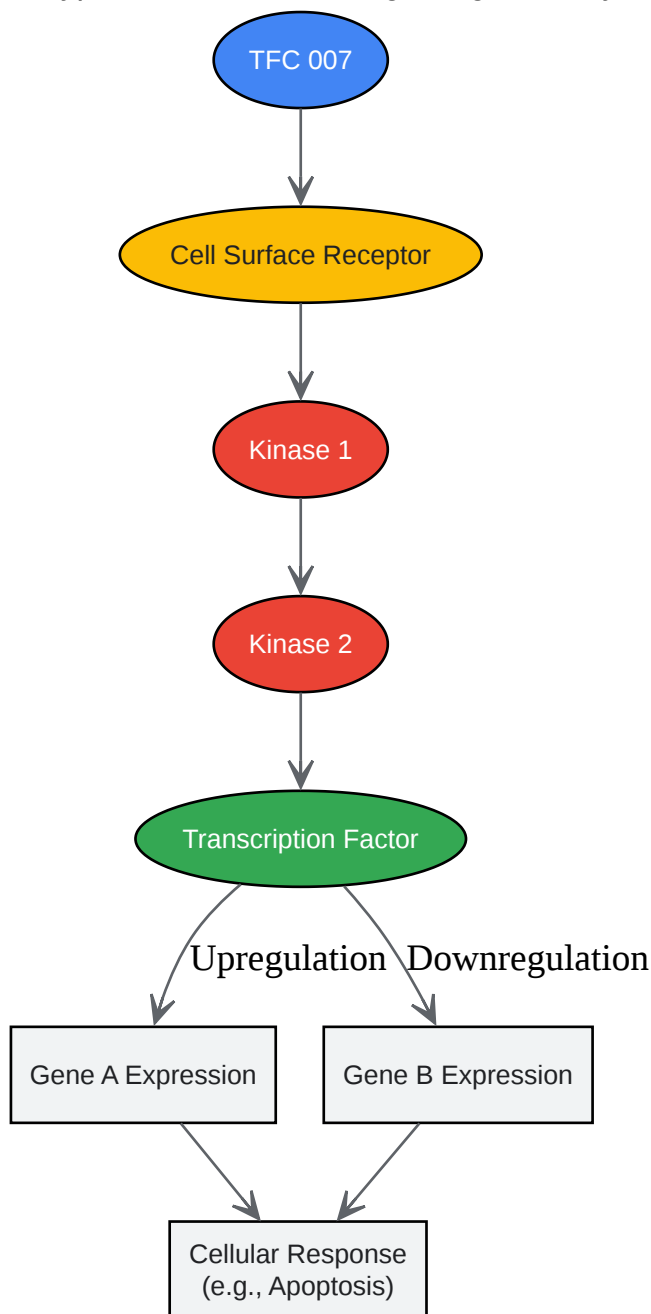 TFC 007
Cell Surface Receptor
Kinase 1
Kinase 2
Transcription Factor
Upregulation
Downregulation
Gene A Expression
Gene B Expression
Cellular Response
(e.g., Apoptosis)